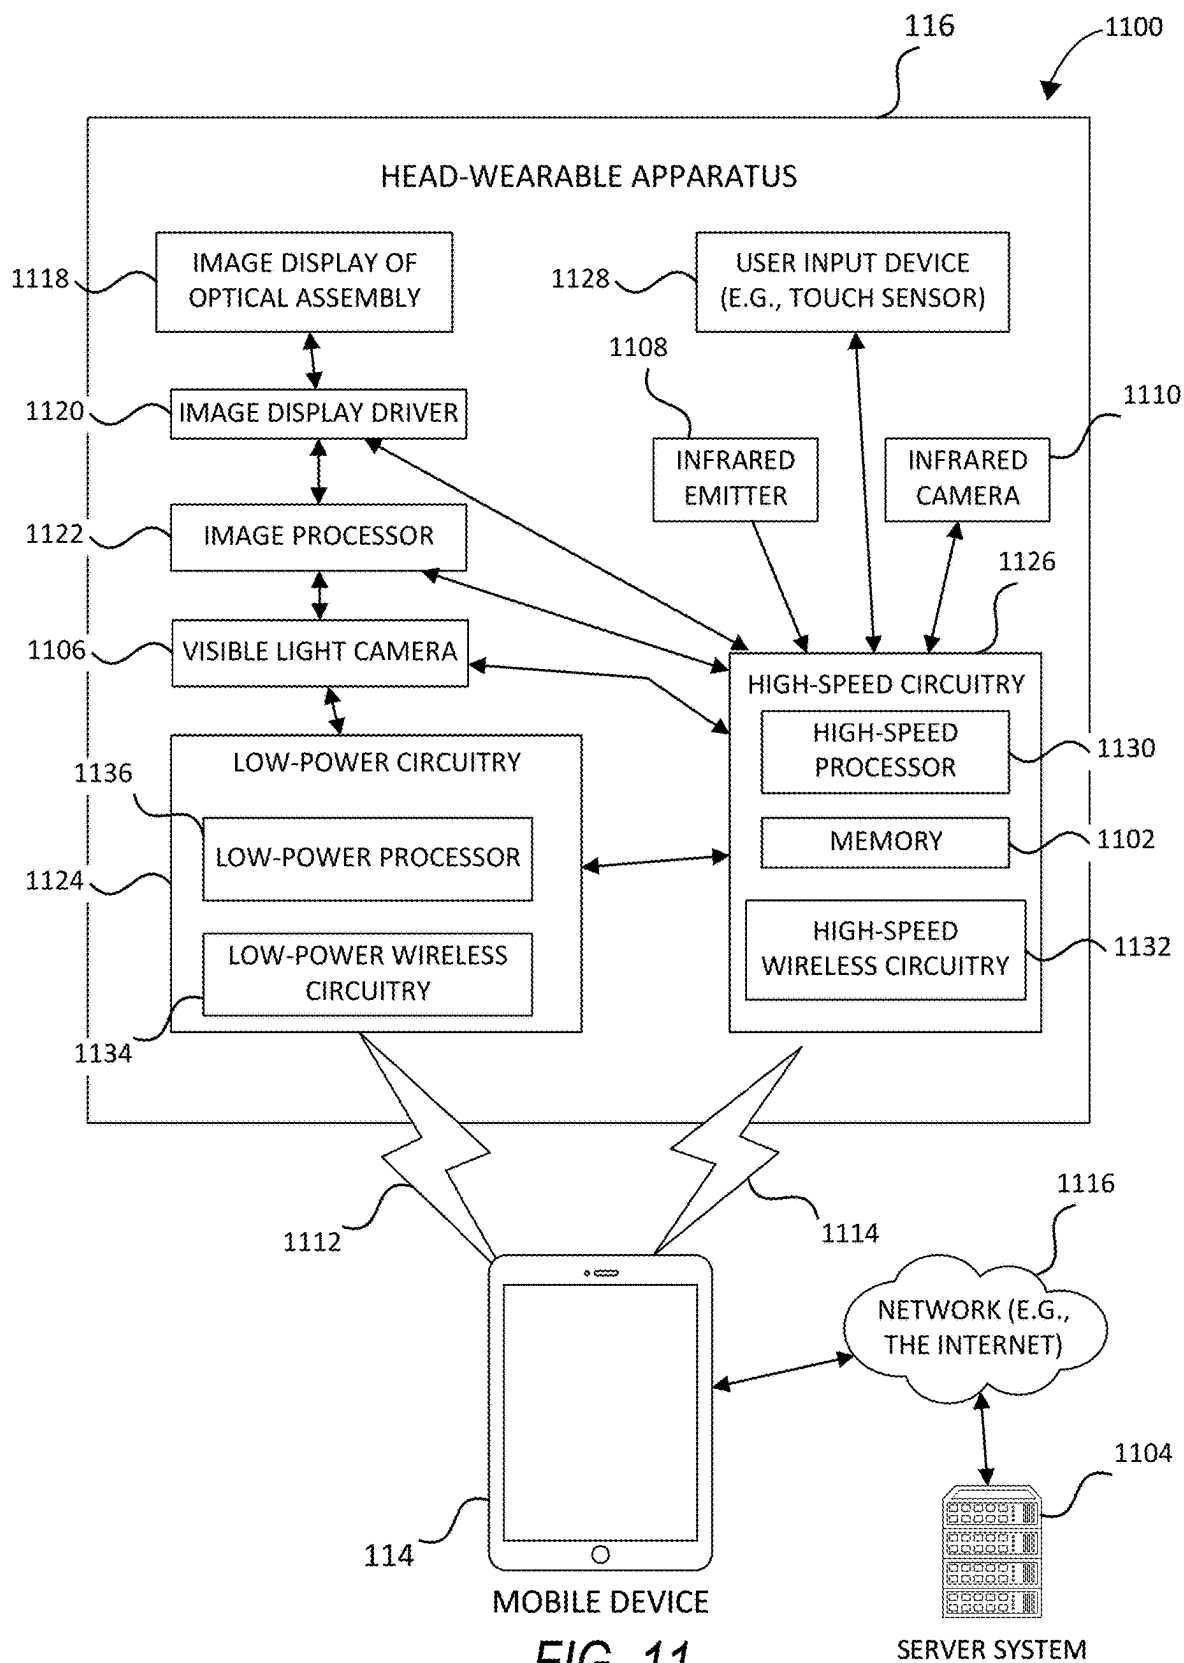 116
1100
HEAD-WEARABLE APPARATUS
1118
IMAGE DISPLAY OF
OPTICAL ASSEMBLY
1128
USER INPUT DEVICE
(E.G., TOUCH SENSOR)
1108
1120
IMAGE DISPLAY DRIVER
1110
INFRARED
EMITTER
INFRARED
CAMERA
1122
IMAGE PROCESSOR
1126
1106
VISIBLE LIGHT CAMERA
HIGH-SPEED CIRCUITRY
HIGH-SPEED
PROCESSOR
1130
LOW-POWER CIRCUITRY
1136
LOW-POWER PROCESSOR
MEMORY
1102
1124
LOW-POWER WIRELESS
CIRCUITRY
HIGH-SPEED
WIRELESS CIRCUITRY
1132
1134
1112
1114
1116
NETWORK (E.G.,
THE INTERNET)
1104
114
MOBILE DEVICE
SERVER SYSTEM
FIG. 11